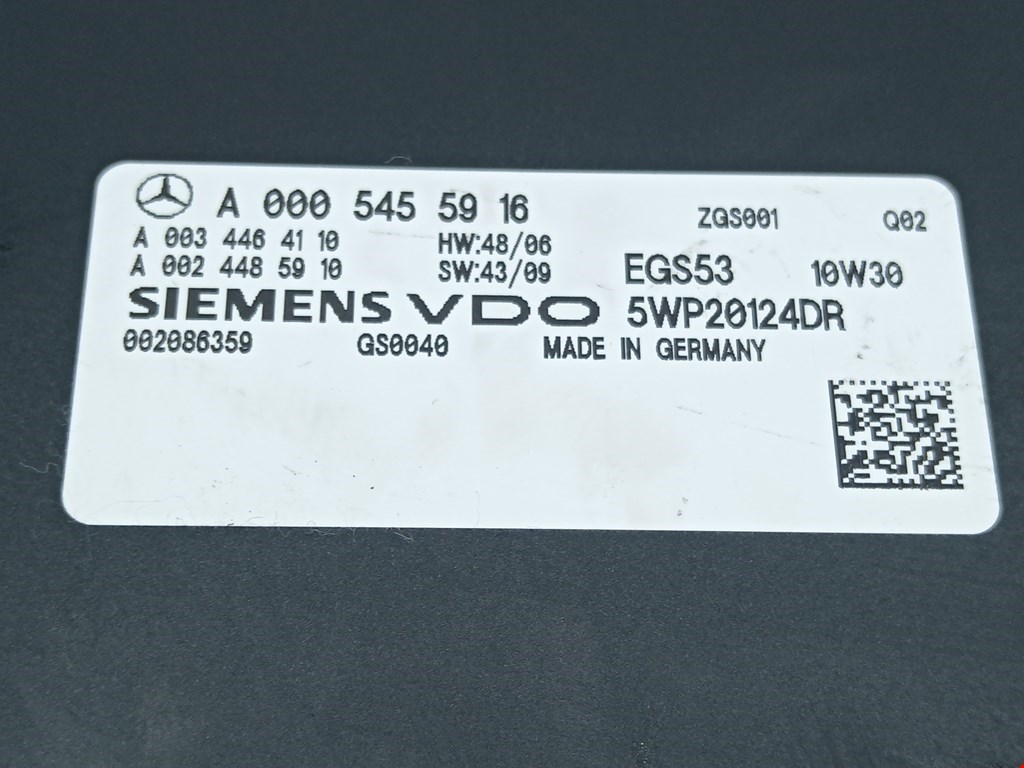 A 000 545 59 16 ZGS001 Q02
A 003 446 41 10 HW:48/06
A 002 448 59 10 SW:43/09 EGS53 10W30
SIEMENS VDO 5WP20124DR
002086359 GS0040 MADE IN GERMANY